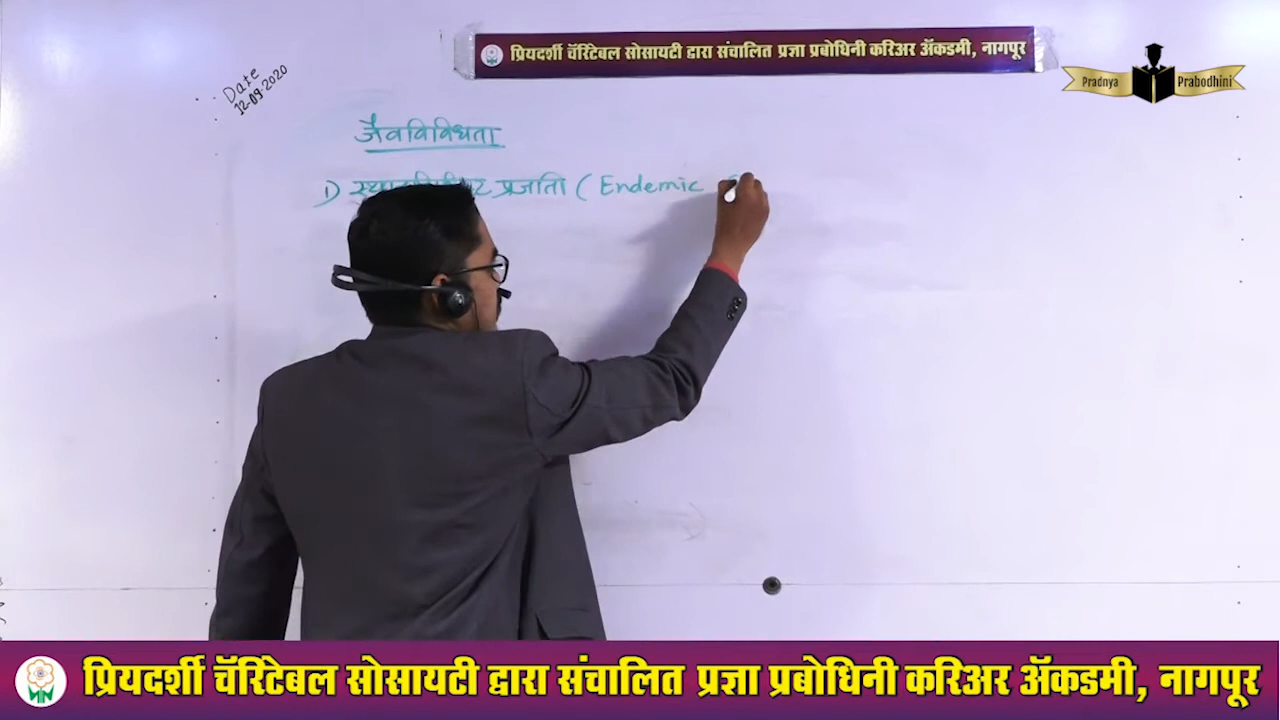 प्रियदर्शी चॅरिटेबल सोसायटी द्वारा संचालित प्रज्ञा प्रबोधिनी करिअर ॲकडमी, नागपूर
Pradnya Prabodhini
Date
12-09-2020
जैवविविधता
1) प्रजाती ( Endemic
प्रियदर्शी चॅरिटेबल सोसायटी द्वारा संचालित प्रज्ञा प्रबोधिनी करिअर ॲकडमी, नागपूर